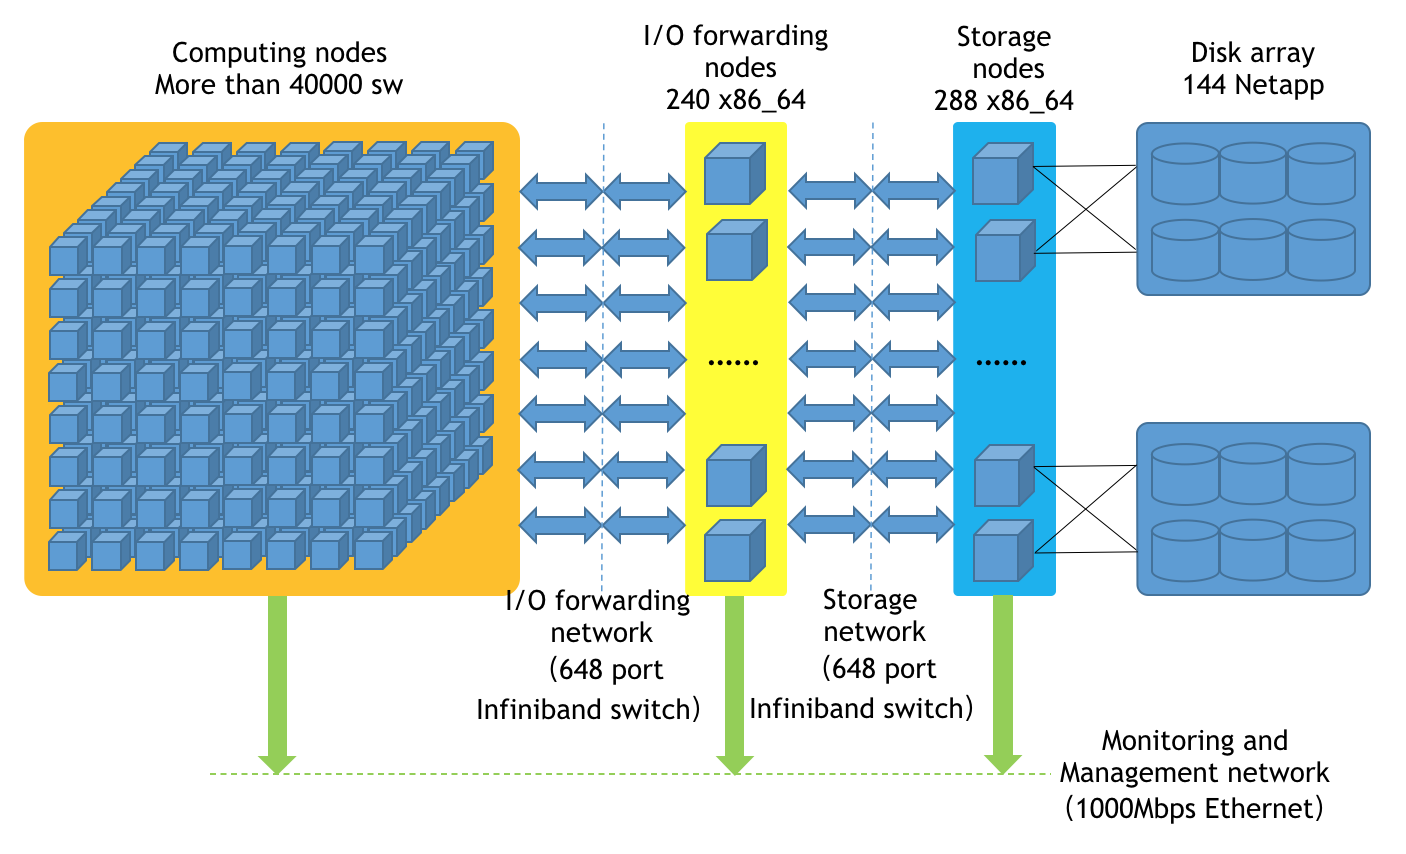 Computing nodes
More than 40000 sw
I/O forwarding
nodes
240 x86_64
Storage
nodes
288 x86_64
Disk array
144 Netapp
......
......
I/O forwarding
network
(648 port
Infiniband switch)
Storage
network
(648 port
Infiniband switch)
Monitoring and
Management network
(1000Mbps Ethernet)